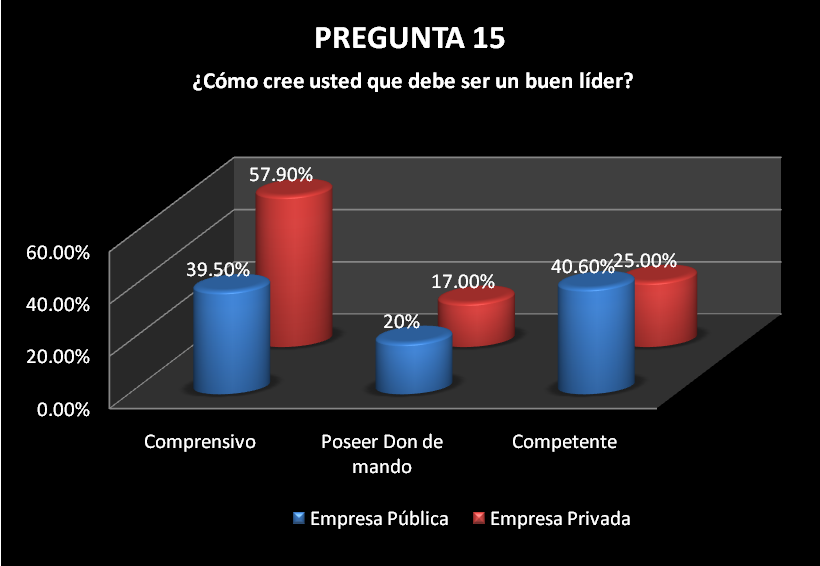 PREGUNTA 15
¿Cómo cree usted que debe ser un buen líder?
57.90%
60.00%
39.50%
40.60%
25.00%
17.00%
40.00%
20%
20.00%
0.00%
Comprensivo
Poseer Don de
mando
Competente
Empresa Pública
Empresa Privada